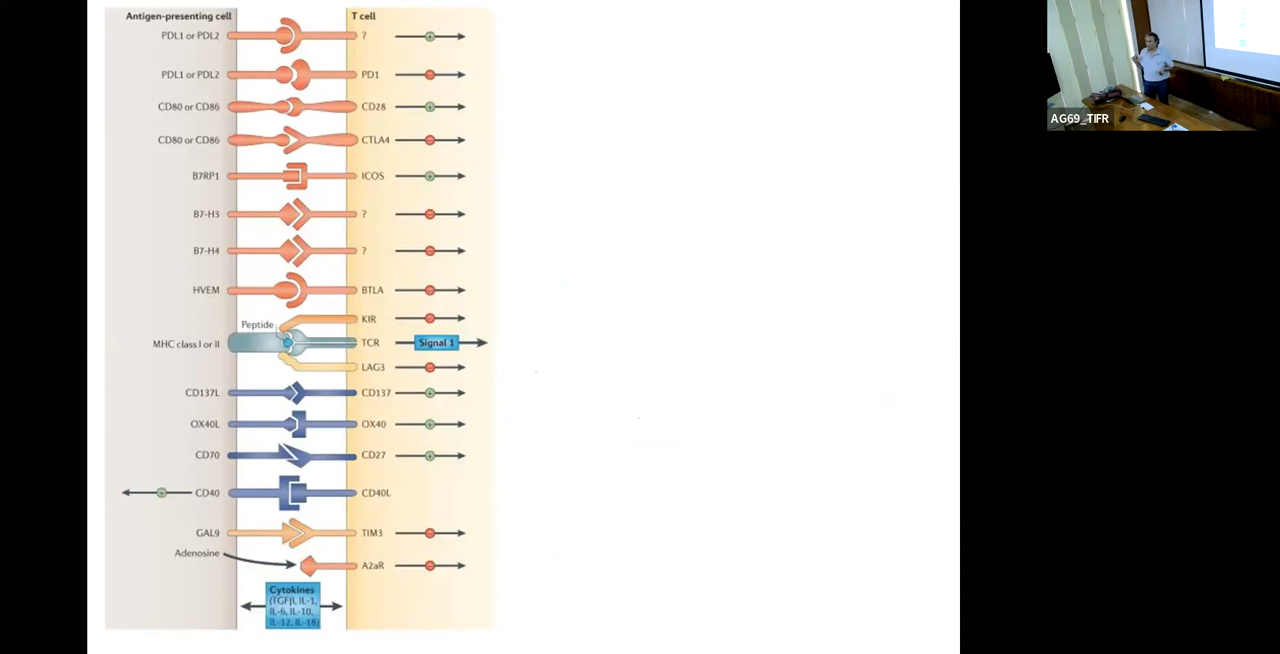 Antigen-presenting cell T cell
PDL1 or PDL2 ?
PDL1 or PDL2 PD1
CD80 or CD86 CD28
CD80 or CD86 CTLA4
B7RP1 ICOS
B7-H3 ?
B7-H4 ?
HVEM BTLA
KIR
Peptide
MHC class I or II TCR Signal 1
LAG3
CD137L CD137
OX40L OX40
CD70 CD27
CD40 CD40L
GAL9 TIM3
Adenosine
A2aR
Cytokines
(TGFβ, IL-1,
IL-6, IL-10,
IL-12, IL-18)
AG69_TIFR